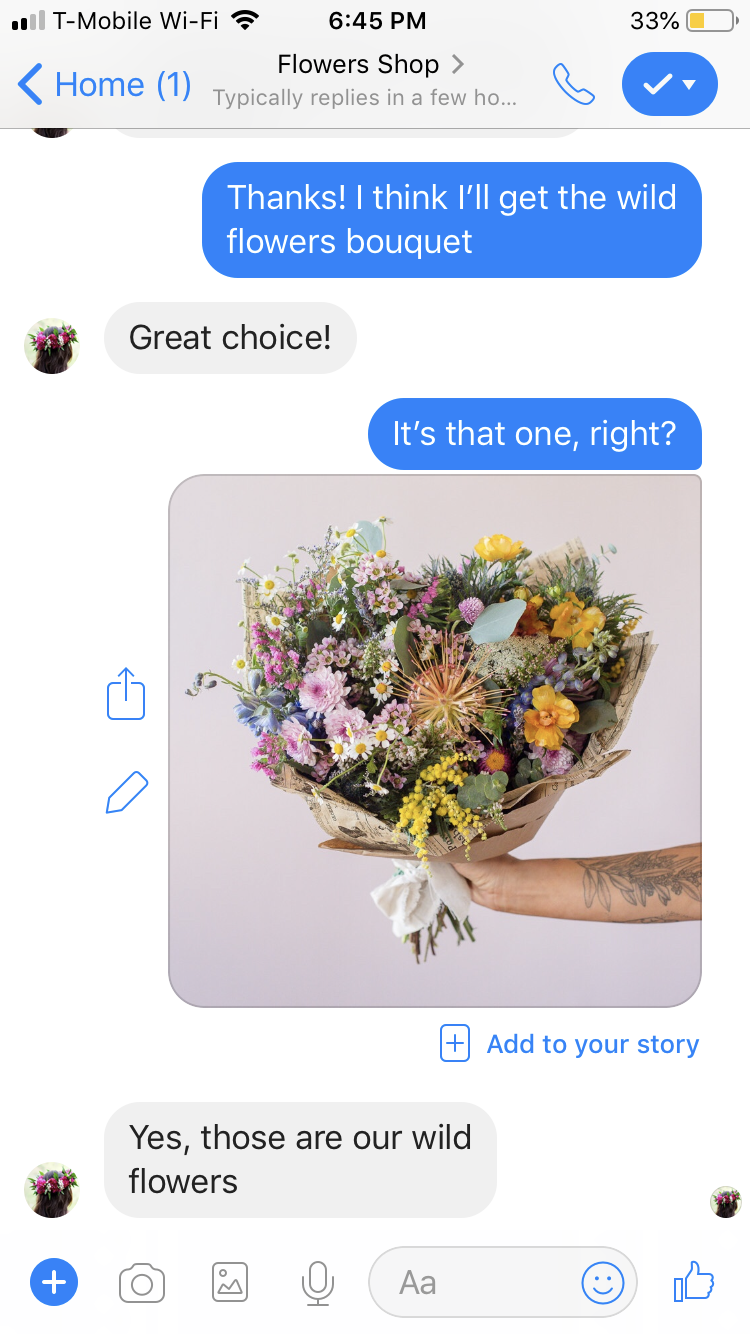 T-Mobile Wi-Fi 6:45 PM 33%
Home (1) Flowers Shop
Typically replies in a few ho...
Thanks! I think I’ll get the wild
flowers bouquet
Great choice!
It’s that one, right?
Add to your story
Yes, those are our wild
flowers
Aa